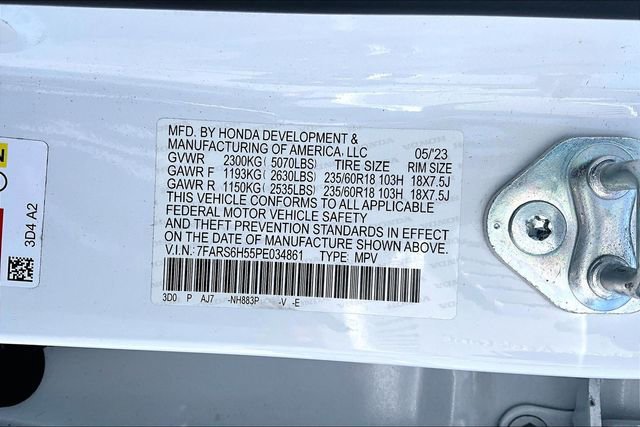 MFD. BY HONDA DEVELOPMENT &
MANUFACTURING OF AMERICA, LLC 05/'23
GVWR 2300KG ( 5070LBS) TIRE SIZE RIM SIZE
GAWR F 1193KG ( 2630LBS) 235/60R18 103H 18X7.5J
GAWR R 1150KG ( 2535LBS) 235/60R18 103H 18X7.5J
THIS VEHICLE CONFORMS TO ALL APPLICABLE
FEDERAL MOTOR VEHICLE SAFETY
AND THEFT PREVENTION STANDARDS IN EFFECT
ON THE DATE OF MANUFACTURE SHOWN ABOVE.
V.I.N.:7FARS6H55PE034861 TYPE: MPV
3D0 P AJ7 -NH883P -V -E
3D4 A2